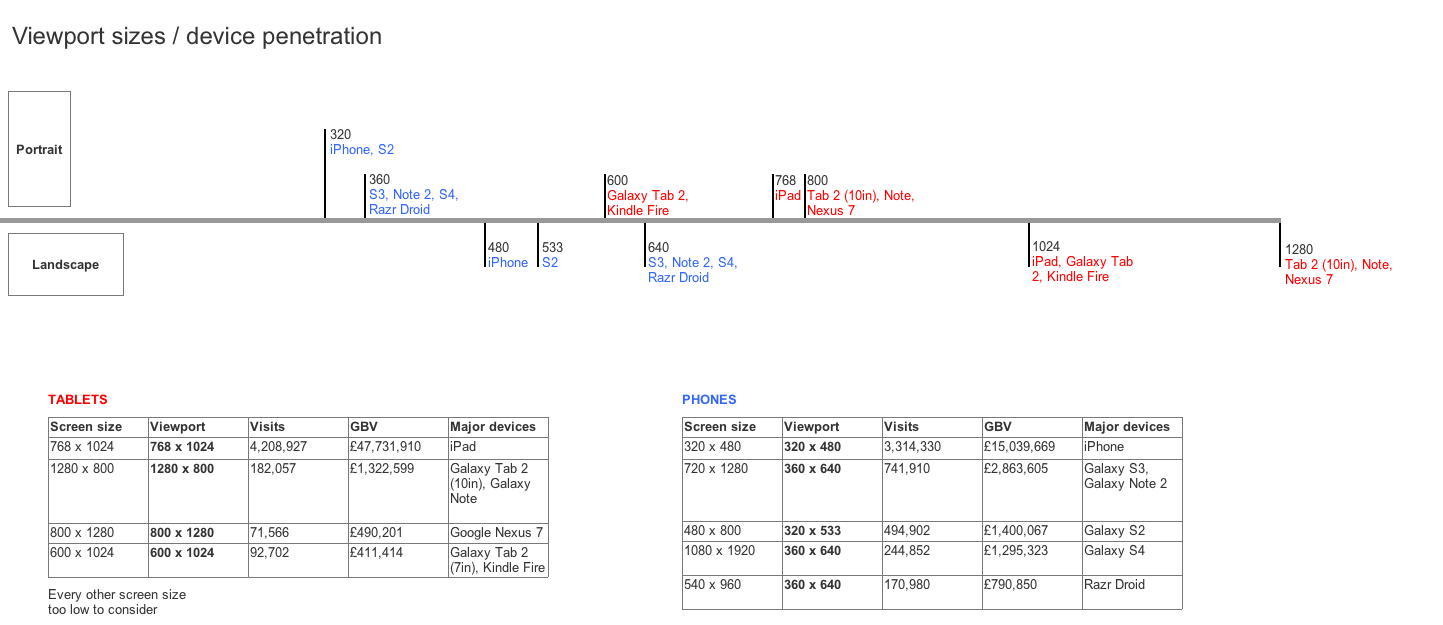 Viewport sizes / device penetration
Portrait
320
iPhone, S2
360
S3, Note 2, S4,
Razr Droid
600
Galaxy Tab 2,
Kindle Fire
768
iPad
800
Tab 2 (10in), Note,
Nexus 7
Landscape
480
iPhone
533
S2
640
S3, Note 2, S4,
Razr Droid
1024
iPad, Galaxy Tab
2, Kindle Fire
1280
Tab 2 (10in), Note,
Nexus 7
TABLETS
Screen size Viewport Visits GBV Major devices
768 x 1024 768 x 1024 4,208,927 £47,731,910 iPad
1280 x 800 1280 x 800 182,057 £1,322,599 Galaxy Tab 2
(10in), Galaxy
Note
800 x 1280 800 x 1280 71,566 £490,201 Google Nexus 7
600 x 1024 600 x 1024 92,702 £411,414 Galaxy Tab 2
(7in), Kindle Fire
Every other screen size
too low to consider
PHONES
Screen size Viewport Visits GBV Major devices
320 x 480 320 x 480 3,314,330 £15,039,669 iPhone
720 x 1280 360 x 640 741,910 £2,863,605 Galaxy S3,
Galaxy Note 2
480 x 800 320 x 533 494,902 £1,400,067 Galaxy S2
1080 x 1920 360 x 640 244,852 £1,295,323 Galaxy S4
540 x 960 360 x 640 170,980 £790,850 Razr Droid